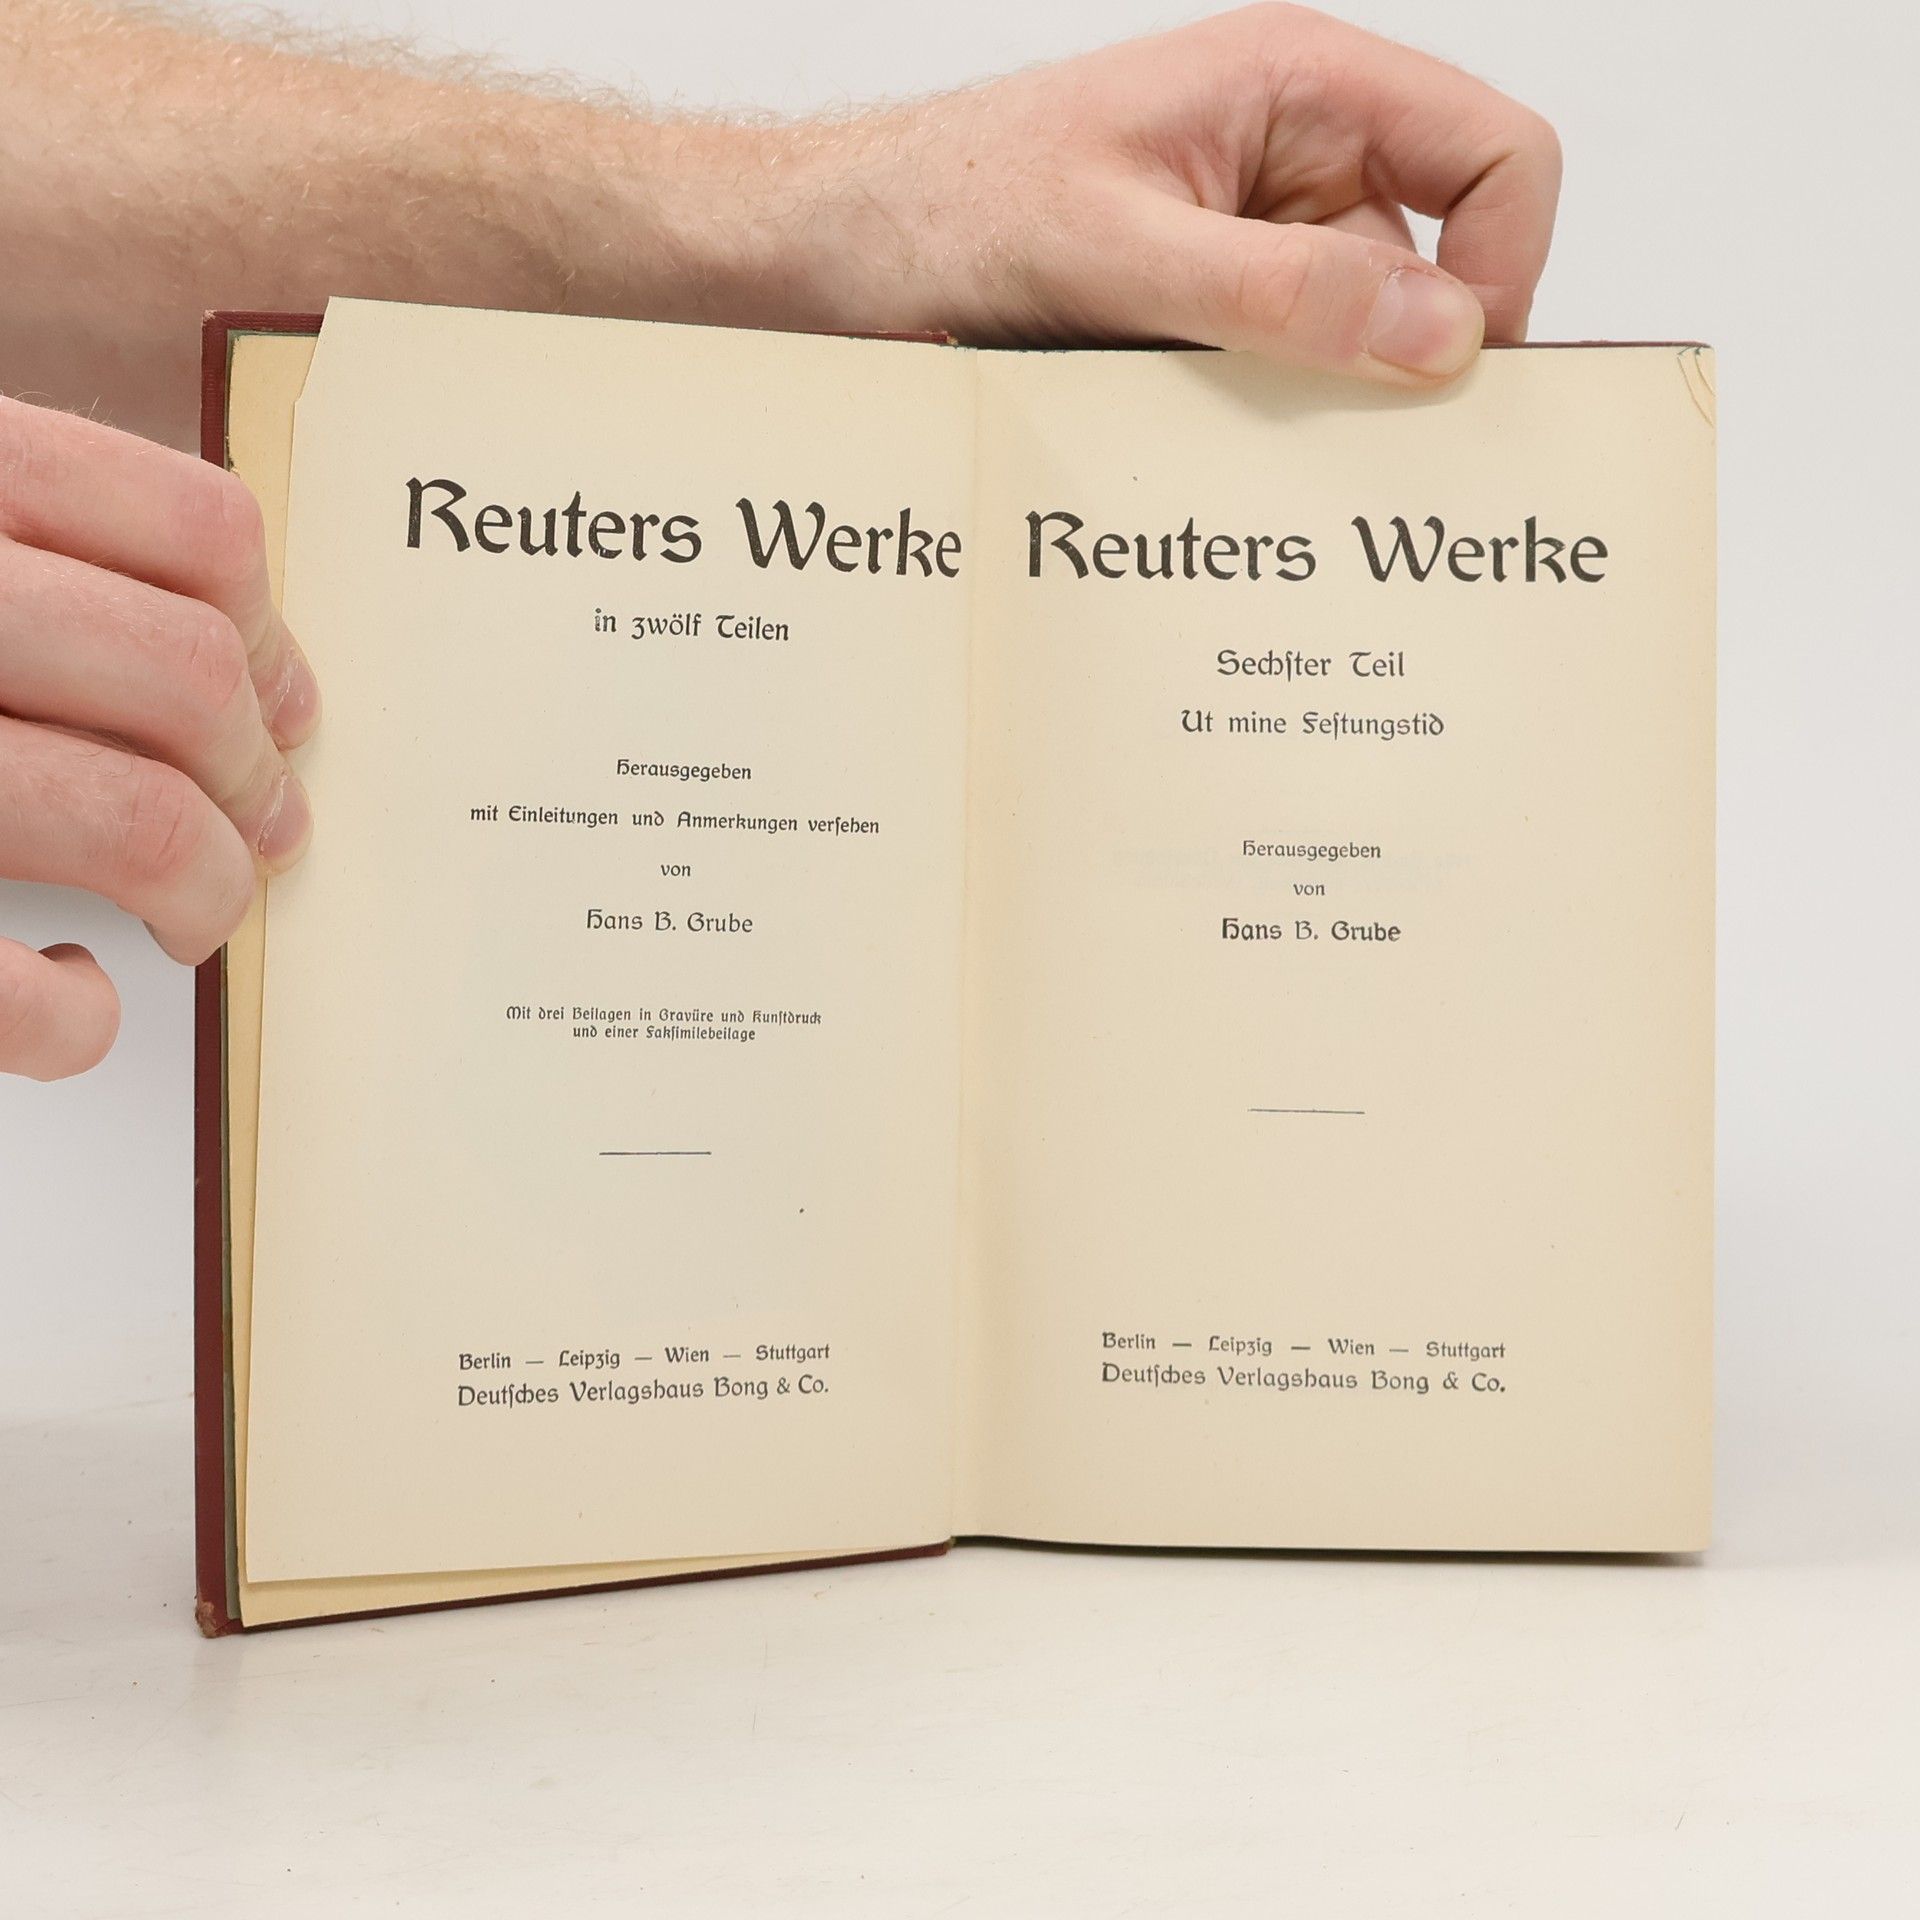 Reuters Werke
in zwölf Teilen
Herausgegeben
mit Einleitungen und Anmerkungen verſehen
von
Hans B. Grube
Mit drei Beilagen in Gravüre und Kunſtdruck
und einer Fakſimilebeilage
Berlin — Leipzig — Wien — Stuttgart
Deutſches Verlagshaus Bong & Co.
Reuters Werke
Sechſter Teil
Ut mine Feſtungstid
Herausgegeben
von
Hans B. Grube
Berlin — Leipzig — Wien — Stuttgart
Deutſches Verlagshaus Bong & Co.